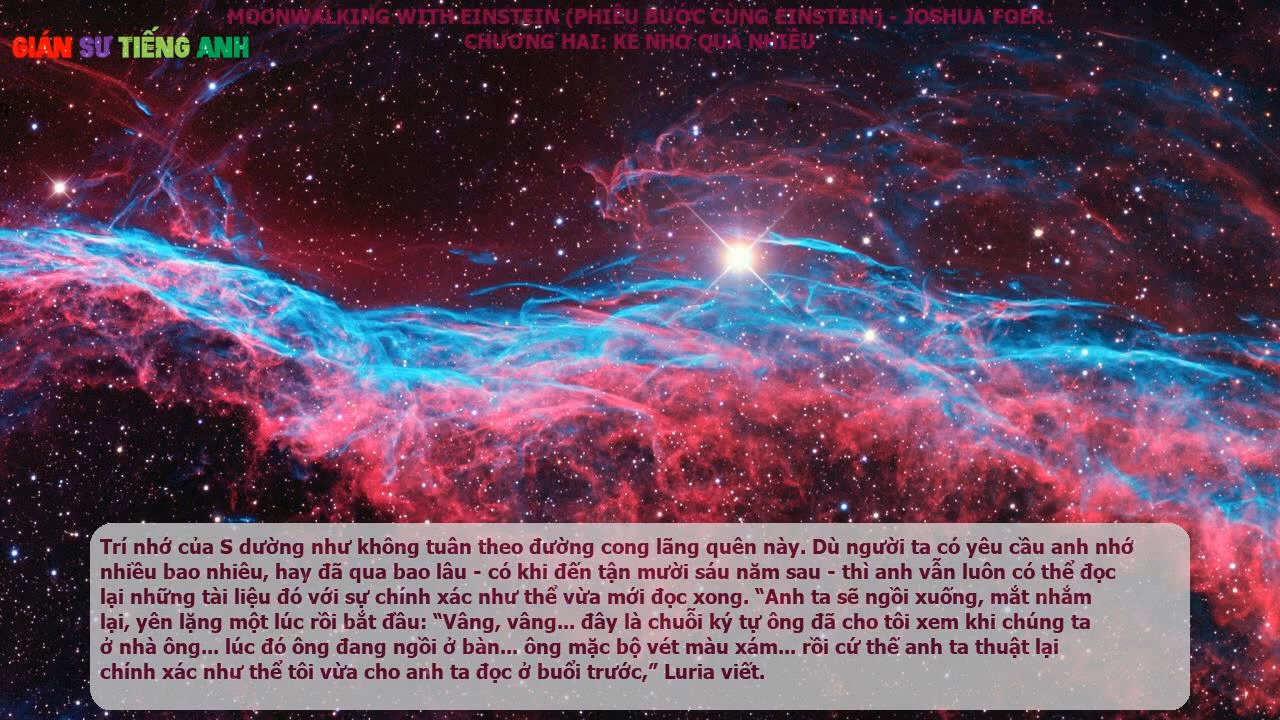 MOONWALKING WITH EINSTEIN (PHIÊU BƯỚC CÙNG EINSTEIN) - JOSHUA FOER.
CHƯƠNG HAI: KẺ NHỚ QUÁ NHIỀU
GIÁN SƯ TIẾNG ANH
Trí nhớ của S dường như không tuân theo đường cong lãng quên này. Dù người ta có yêu cầu anh nhớ
nhiều bao nhiêu, hay đã qua bao lâu - có khi đến tận mười sáu năm sau - thì anh vẫn luôn có thể đọc
lại những tài liệu đó với sự chính xác như thể vừa mới đọc xong. “Anh ta sẽ ngồi xuống, mắt nhắm
lại, yên lặng một lúc rồi bắt đầu: “Vâng, vâng... đây là chuỗi ký tự ông đã cho tôi xem khi chúng ta
ở nhà ông... lúc đó ông đang ngồi ở bàn... ông mặc bộ vét màu xám... rồi cứ thế anh ta thuật lại
chính xác như thể tôi vừa cho anh ta đọc ở buổi trước,” Luria viết.